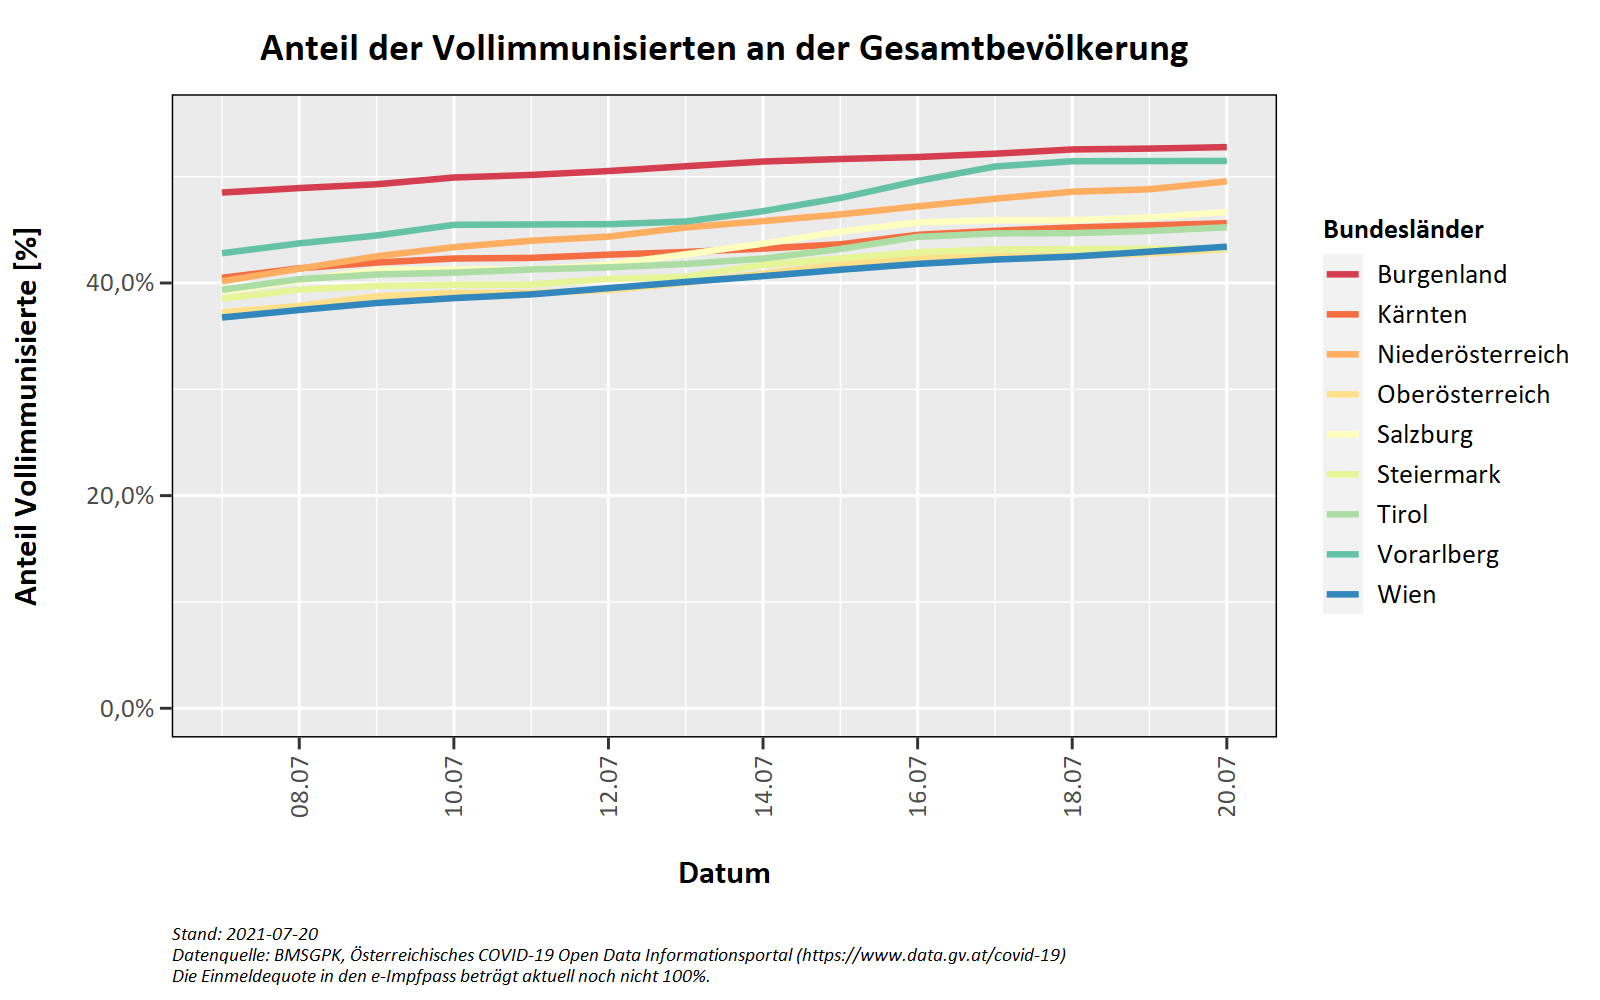 Anteil der Vollimmunisierten an der Gesamtbevölkerung
Anteil Vollimmunisierte [%]
40,0%
20,0%
0,0%
08.07
10.07
12.07
14.07
16.07
18.07
20.07
Datum
Bundesländer
Burgenland
Kärnten
Niederösterreich
Oberösterreich
Salzburg
Steiermark
Tirol
Vorarlberg
Wien
Stand: 2021-07-20
Datenquelle: BMSGPK, Österreichisches COVID-19 Open Data Informationsportal (https://www.data.gv.at/covid-19)
Die Einmeldequote in den e-Impfpass beträgt aktuell noch nicht 100%.